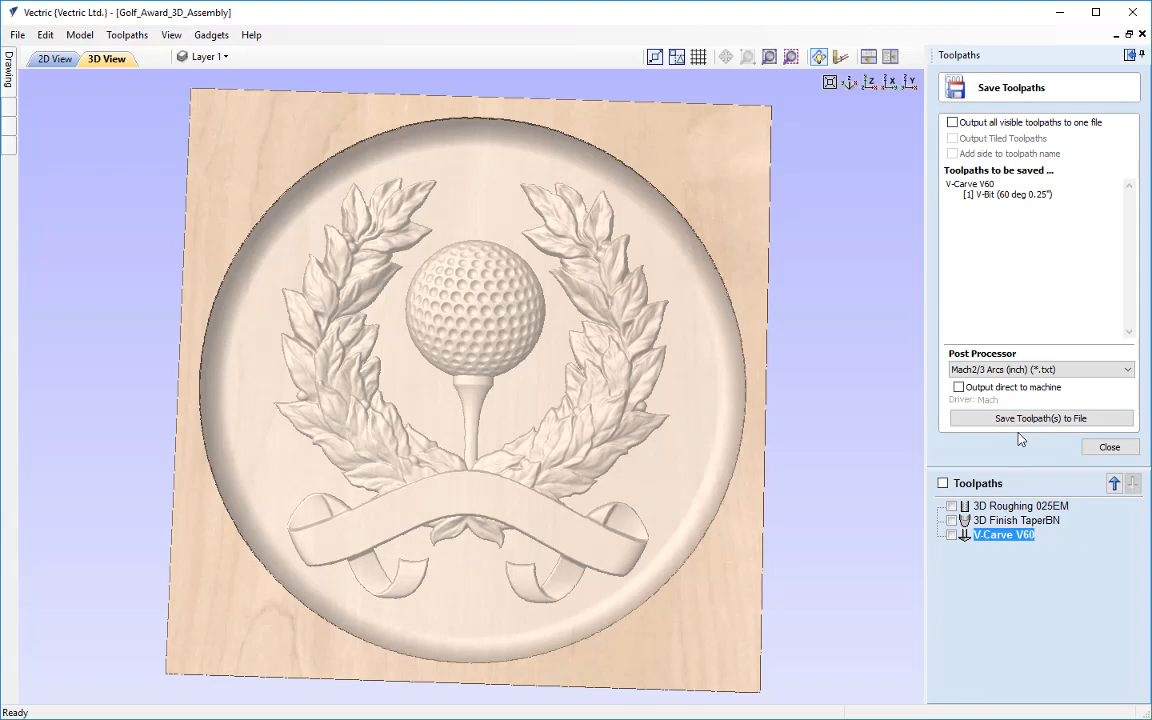 Vectric {Vectric Ltd.} - [Golf_Award_3D_Assembly]
File Edit Model Toolpaths View Gadgets Help
2D View 3D View Layer 1
Drawing
Z X Y
Toolpaths
Save Toolpaths
Output all visible toolpaths to one file
Output Tiled Toolpaths
Add side to toolpath name
Toolpaths to be saved ...
V-Carve V60
[1] V-Bit (60 deg 0.25")
Post Processor
Mach2/3 Arcs (inch) (*.txt)
Output direct to machine
Driver: Mach
Save Toolpath(s) to File
Close
Toolpaths
3D Roughing 025EM
3D Finish TaperBN
V-Carve V60
Ready